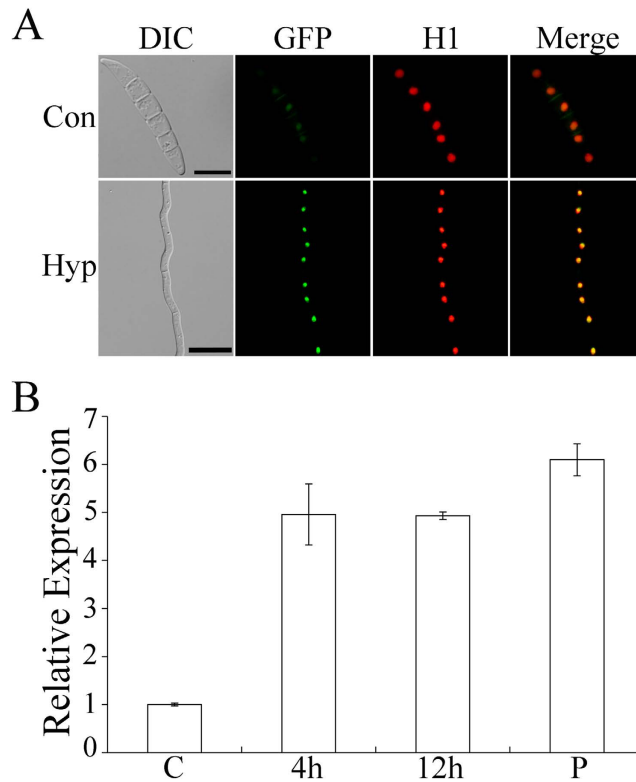 A
DIC GFP H1 Merge
Con
Hyp
B
Relative Expression
7
6
5
4
3
2
1
0
C 4h 12h P